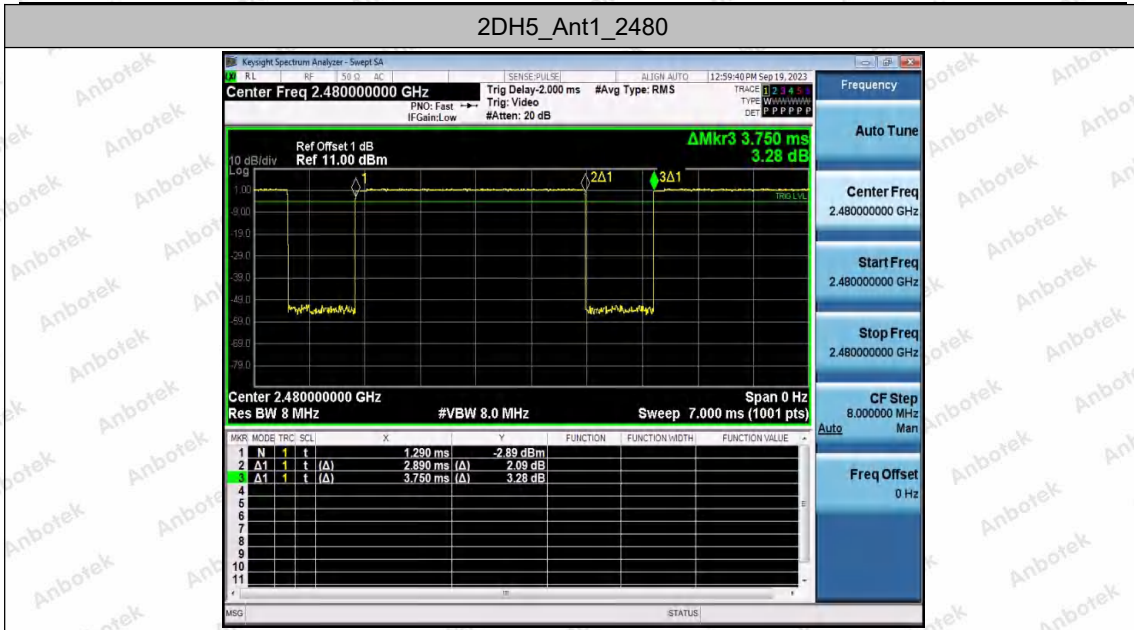 2DH5_Ant1_2480
Keysight Spectrum Analyzer - Swept SA
RL RF 50 Ω AC SENSE:PULSE ALIGN AUTO 12:59:40 PM Sep 19, 2023
Center Freq 2.480000000 GHz
PNO: Fast
IFGain:Low
Trig Delay-2.000 ms
Trig: Video
#Atten: 20 dB
#Avg Type: RMS
TRACE 1 2 3 4 5 6
TYPE WWWWWW
DET P P P P P P
Ref Offset 1 dB
10 dB/div Ref 11.00 dBm
Log
ΔMkr3 3.750 ms
3.28 dB
1
2Δ1
3Δ1
TRIG LVL
1.00
-9.00
-19.0
-29.0
-39.0
-49.0
-59.0
-69.0
-79.0
Center 2.480000000 GHz Span 0 Hz
Res BW 8 MHz #VBW 8.0 MHz Sweep 7.000 ms (1001 pts)
MKR MODE TRC SCL X Y FUNCTION FUNCTION WIDTH FUNCTION VALUE
1 N 1 t 1.290 ms -2.89 dBm
2 Δ1 1 t (Δ) 2.890 ms (Δ) 2.09 dB
3 Δ1 1 t (Δ) 3.750 ms (Δ) 3.28 dB
4
5
6
7
8
9
10
11
MSG STATUS
Frequency
Auto Tune
Center Freq
2.480000000 GHz
Start Freq
2.480000000 GHz
Stop Freq
2.480000000 GHz
CF Step
8.000000 MHz
Auto Man
Freq Offset
0 Hz
Anbotek